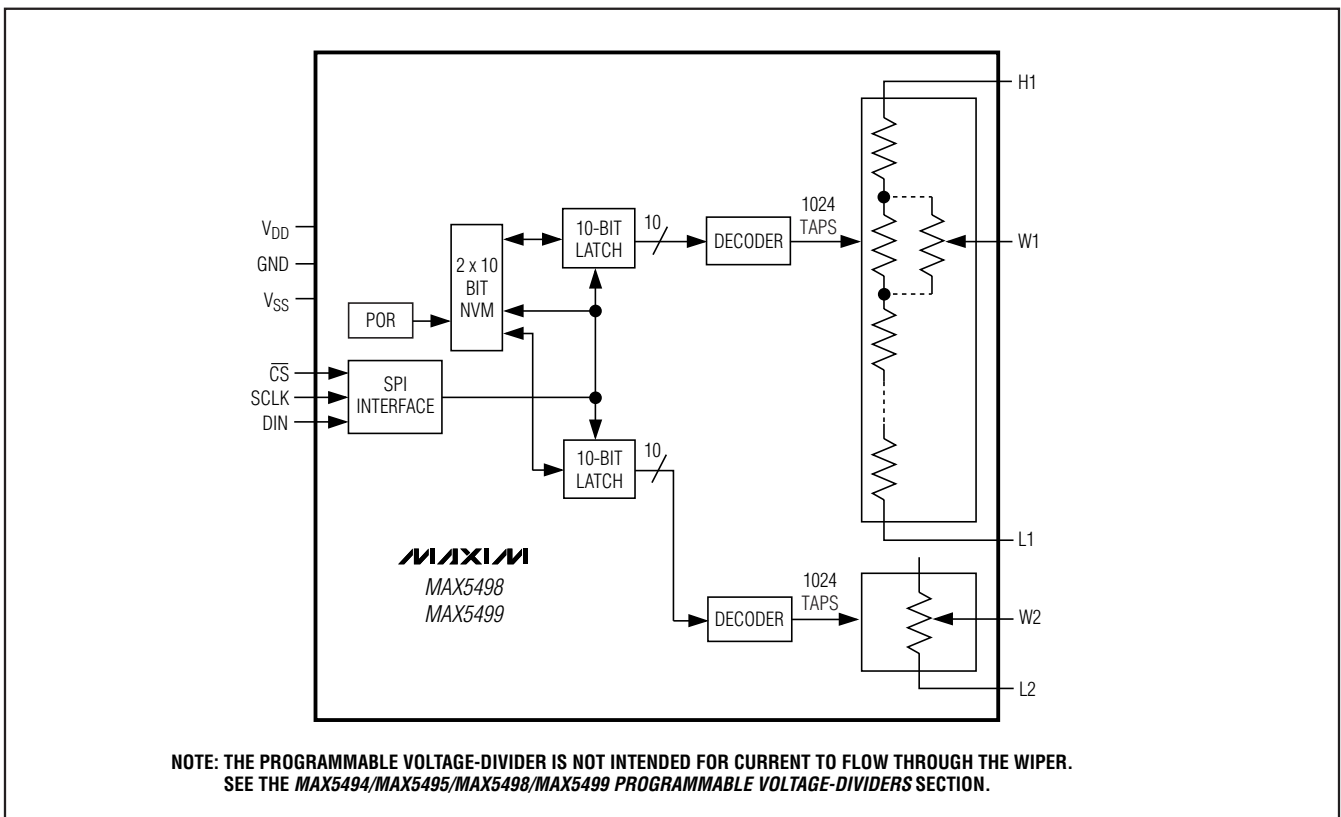 H1
1024
TAPS
10
10-BIT
LATCH
DECODER
W1
V_DD
GND
V_SS
2 x 10
BIT
NVM
POR
C̅S̅
SCLK
DIN
SPI
INTERFACE
10
10-BIT
LATCH
L1
MAXIM
MAX5498
MAX5499
1024
TAPS
DECODER
W2
L2
NOTE: THE PROGRAMMABLE VOLTAGE-DIVIDER IS NOT INTENDED FOR CURRENT TO FLOW THROUGH THE WIPER.
SEE THE MAX5494/MAX5495/MAX5498/MAX5499 PROGRAMMABLE VOLTAGE-DIVIDERS SECTION.